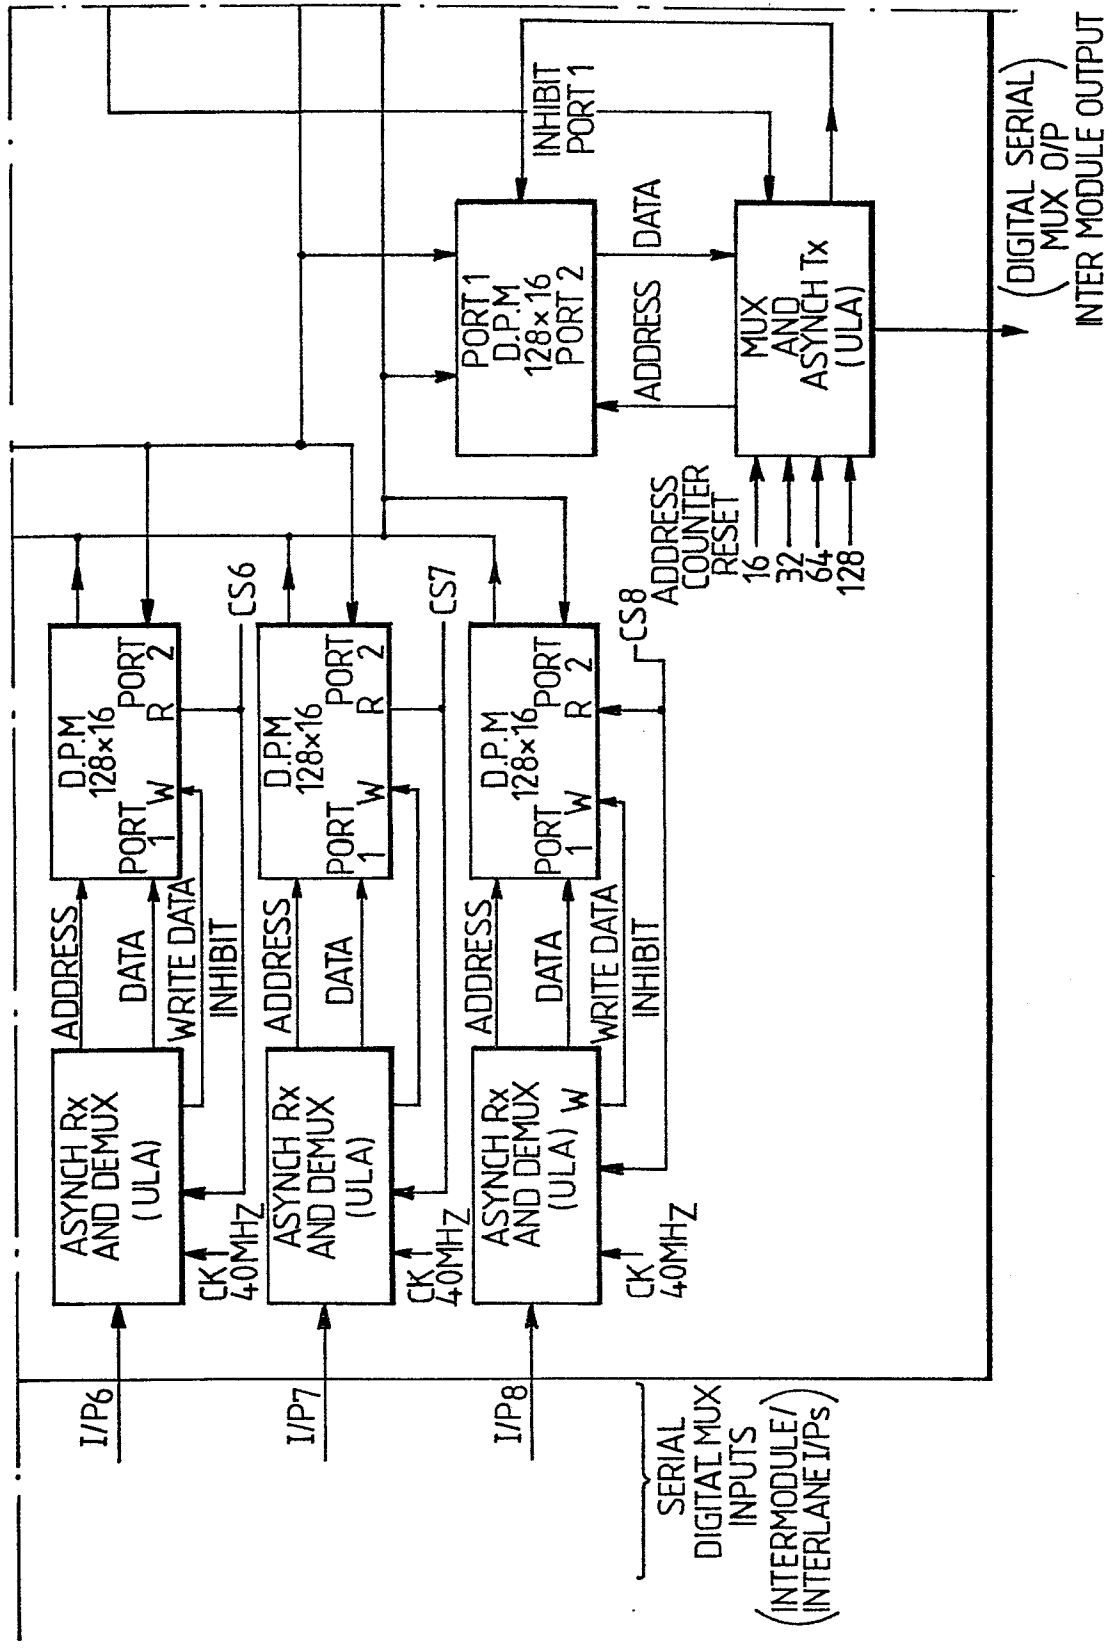 I/P6
ASYNCH Rx
AND DEMUX
(ULA)
CK
40MHZ
ADDRESS
DATA
WRITE DATA
INHIBIT
D.P.M
128×16
PORT
1
W
R
PORT
2
CS6
I/P7
ASYNCH Rx
AND DEMUX
(ULA)
CK
40MHZ
ADDRESS
DATA
D.P.M
128×16
PORT
1
W
R
PORT
2
CS7
I/P8
ASYNCH Rx
AND DEMUX
(ULA) W
CK
40MHZ
ADDRESS
DATA
WRITE DATA
INHIBIT
D.P.M
128×16
PORT
1
W
R
PORT
2
CS8
SERIAL
DIGITAL MUX
INPUTS
(INTERMODULE/
INTERLANE I/Ps)
PORT 1
D.P.M
128×16
PORT 2
INHIBIT
PORT 1
ADDRESS
DATA
ADDRESS
COUNTER
RESET
16
32
64
128
MUX
AND
ASYNCH Tx
(ULA)
(DIGITAL SERIAL)
MUX O/P
INTER MODULE OUTPUT